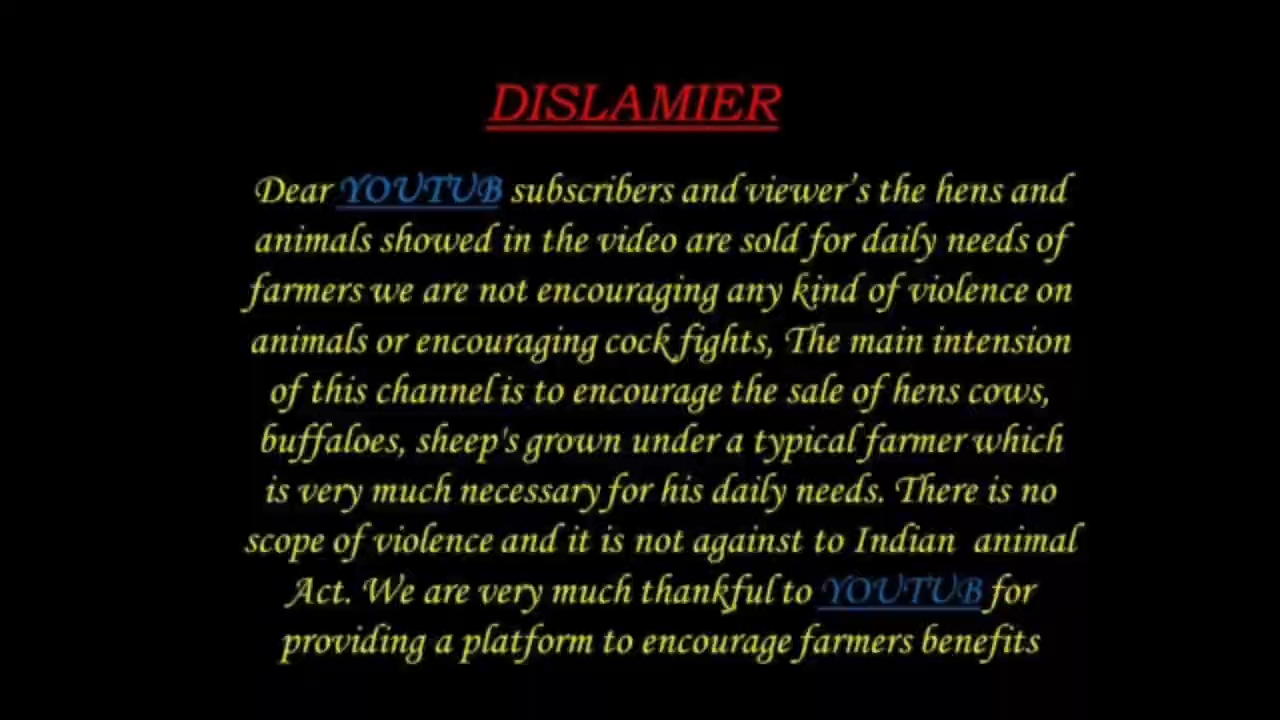 DISLAMIER
Dear YOUTUB subscribers and viewer's the hens and
animals showed in the video are sold for daily needs of
farmers we are not encouraging any kind of violence on
animals or encouraging cock fights, The main intension
of this channel is to encourage the sale of hens cows,
buffaloes, sheep's grown under a typical farmer which
is very much necessary for his daily needs. There is no
scope of violence and it is not against to Indian animal
Act. We are very much thankful to YOUTUB for
providing a platform to encourage farmers benefits